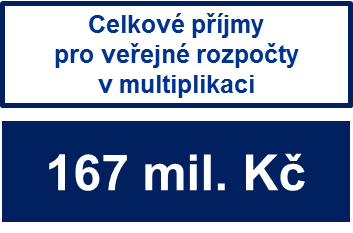 Celkové příjmy
pro veřejné rozpočty
v multiplikaci
167 mil. Kč